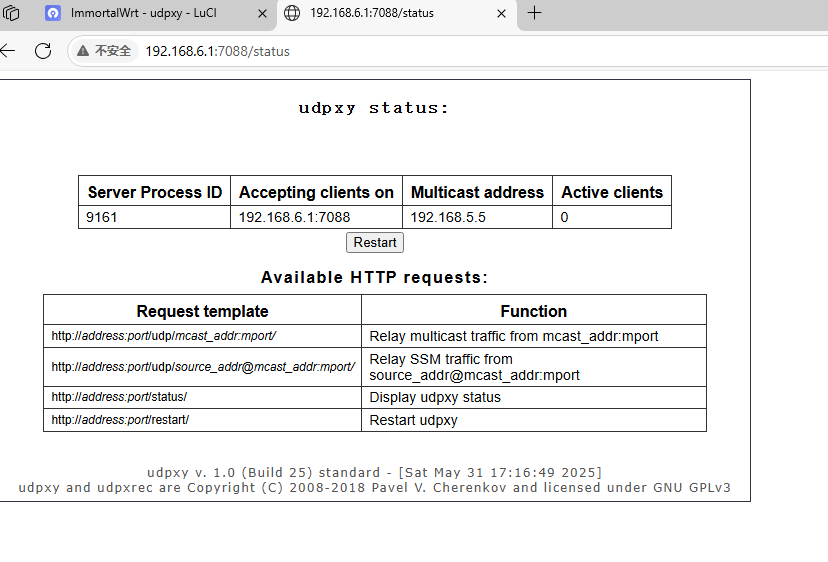 ImmortalWrt - udpxy - LuCI
192.168.6.1:7088/status
不安全 192.168.6.1:7088/status
udpxy status:
Server Process ID Accepting clients on Multicast address Active clients
9161 192.168.6.1:7088 192.168.5.5 0
Restart
Available HTTP requests:
Request template Function
http://address:port/udp/mcast_addr:mport/ Relay multicast traffic from mcast_addr:mport
http://address:port/udp/source_addr@mcast_addr:mport/ Relay SSM traffic from
source_addr@mcast_addr:mport
http://address:port/status/ Display udpxy status
http://address:port/restart/ Restart udpxy
udpxy v. 1.0 (Build 25) standard - [Sat May 31 17:16:49 2025]
udpxy and udpxrec are Copyright (C) 2008-2018 Pavel V. Cherenkov and licensed under GNU GPLv3